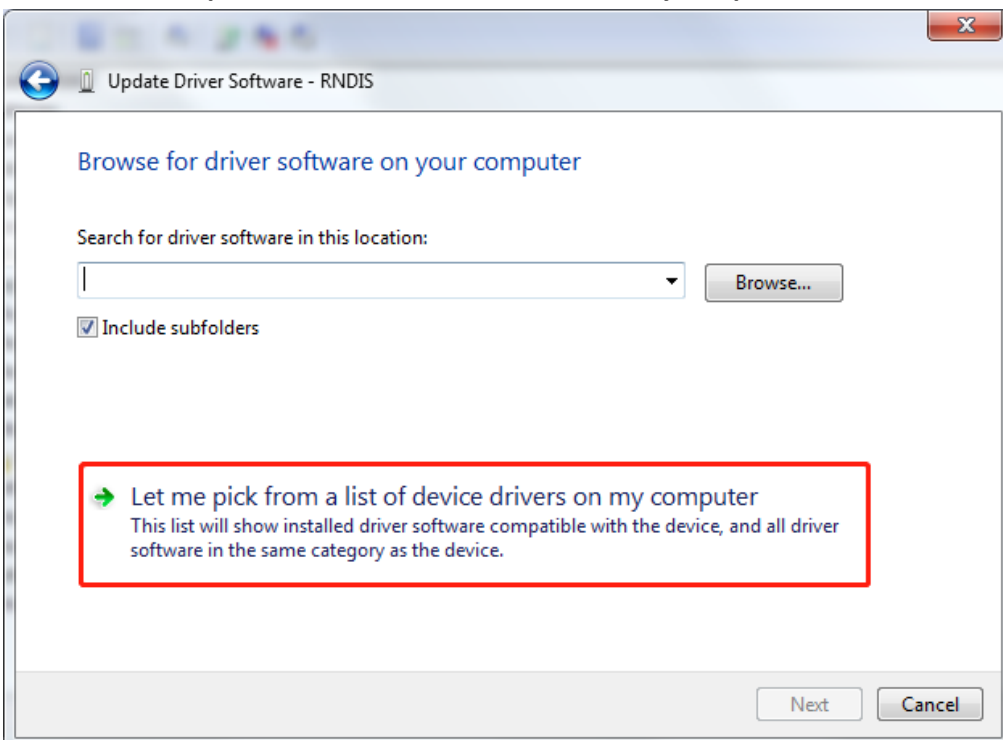 Update Driver Software - RNDIS
Browse for driver software on your computer
Search for driver software in this location:
Browse...
Include subfolders
Let me pick from a list of device drivers on my computer
This list will show installed driver software compatible with the device, and all driver
software in the same category as the device.
Next
Cancel